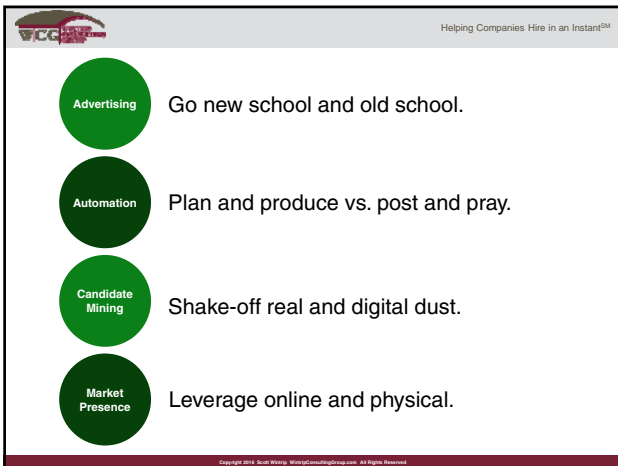 WCG
Helping Companies Hire in an Instant℠
Advertising
Go new school and old school.
Automation
Plan and produce vs. post and pray.
Candidate
Mining
Shake-off real and digital dust.
Market
Presence
Leverage online and physical.
Copyright 2016 Scott Wintrip WintripConsultingGroup.com All Rights Reserved